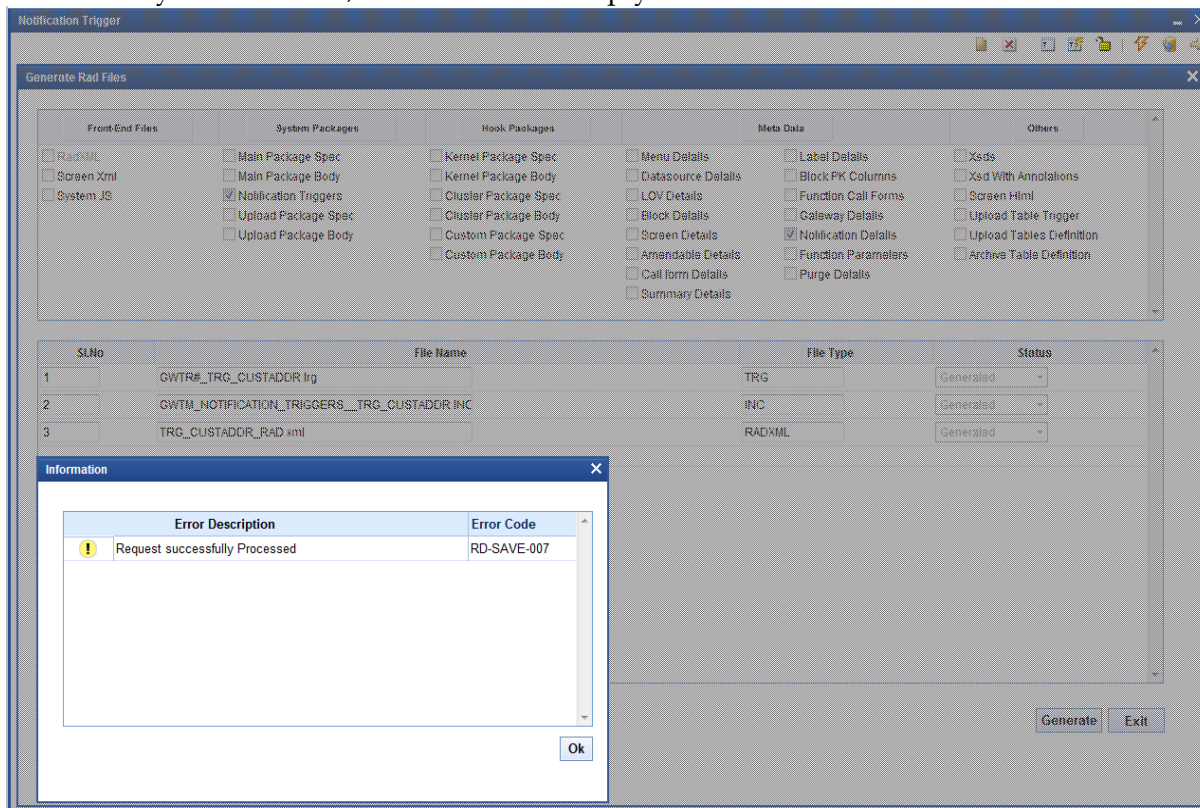 Notification Trigger
Generate Rad Files
Front-End Files System Packages Hook Packages Meta Data Others
RadXML Main Package Spec Kernel Package Spec Menu Details Label Details Xsds
Screen Xml Main Package Body Kernel Package Body Datasource Details Block PK Columns Xsd With Annotations
System JS Notification Triggers Cluster Package Spec LOV Details Function Call Forms Screen Html
Upload Package Spec Cluster Package Body Block Details Gateway Details Upload Table Trigger
Upload Package Body Custom Package Spec Screen Details Notification Details Upload Tables Definition
Custom Package Body Amendable Details Function Parameters Archive Table Definition
Call form Details Purge Details
Summary Details
Sl.No File Name File Type Status
1 GWTR#_TRG_CUSTADDR.trg TRG Generated
2 GWTM_NOTIFICATION_TRIGGERS__TRG_CUSTADDR.INC INC Generated
3 TRG_CUSTADDR_RAD.xml RADXML Generated
Information
Error Description Error Code
Request successfully Processed RD-SAVE-007
Ok
Generate Exit